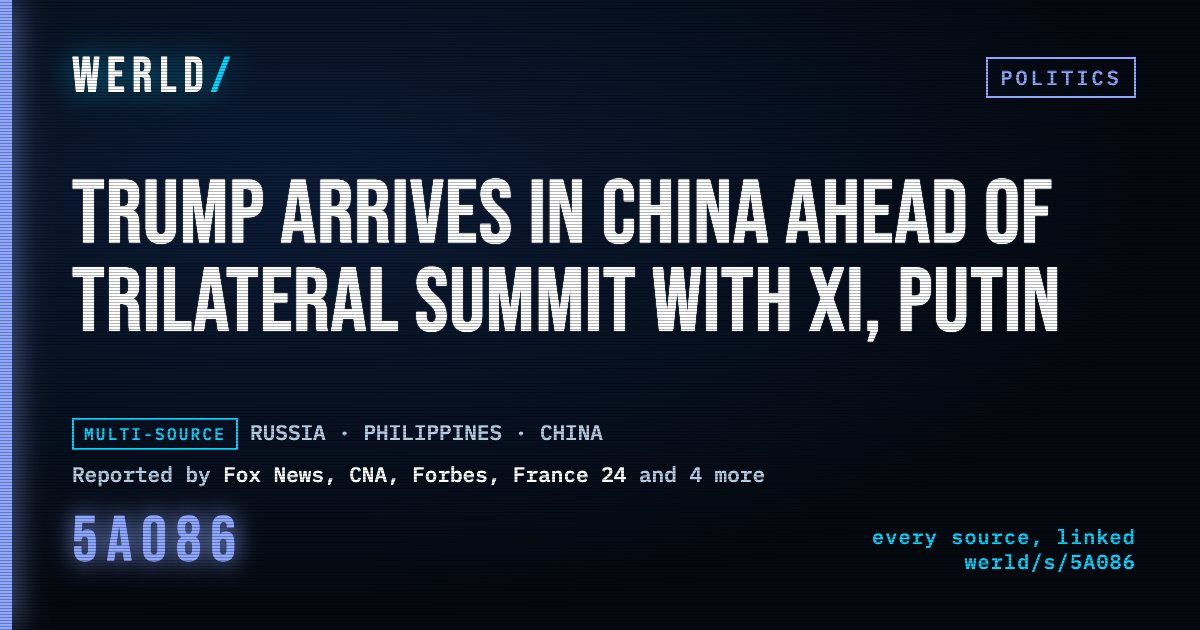 WERLD/
POLITICS
TRUMP ARRIVES IN CHINA AHEAD OF
TRILATERAL SUMMIT WITH XI, PUTIN
MULTI-SOURCE RUSSIA · PHILIPPINES · CHINA
Reported by Fox News, CNA, Forbes, France 24 and 4 more
5A086
every source, linked
werld/s/5A086